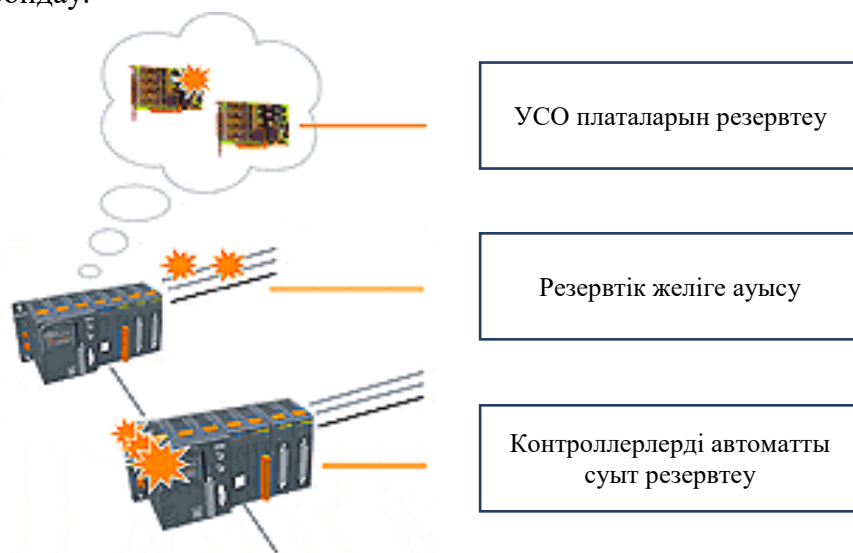 УСО платаларын резервтеу
Резервтік желіге ауысу
Контроллерлерді автоматты
суыт резервтеу